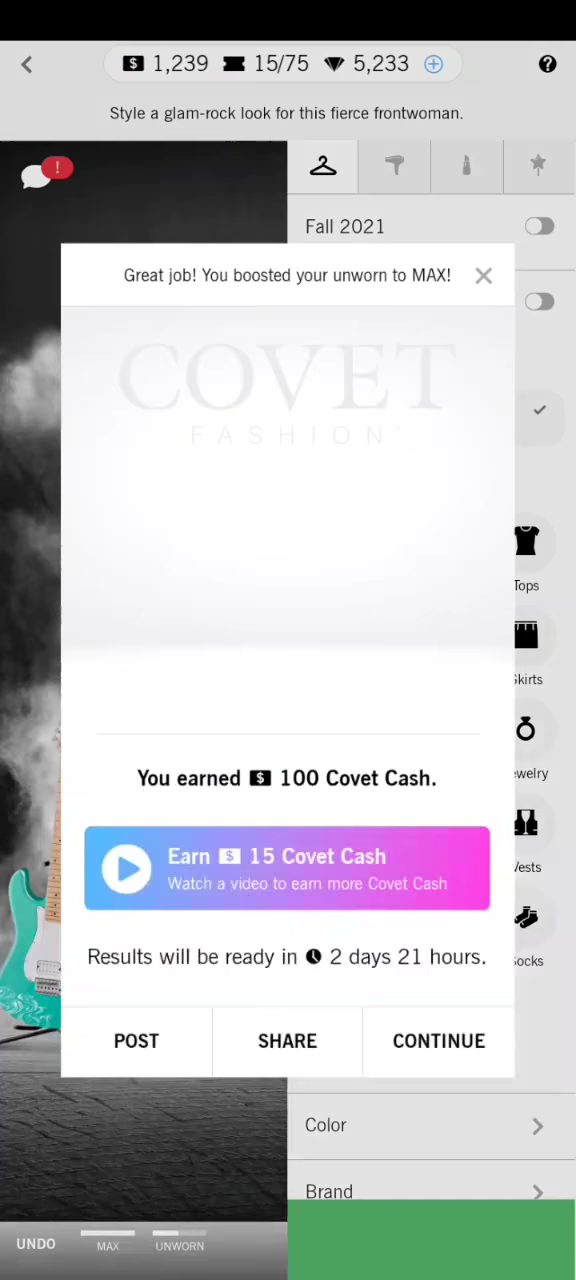 1,239 15/75 5,233
Style a glam-rock look for this fierce frontwoman.
!
Fall 2021
Great job! You boosted your unworn to MAX!
COVET
FASHION
Tops
Skirts
Vests
You earned $ 100 Covet Cash.
Earn $ 15 Covet Cash
Watch a video to earn more Covet Cash
Results will be ready in 2 days 21 hours.
POST
SHARE
CONTINUE
Color
Brand
UNDO
MAX
UNWORN